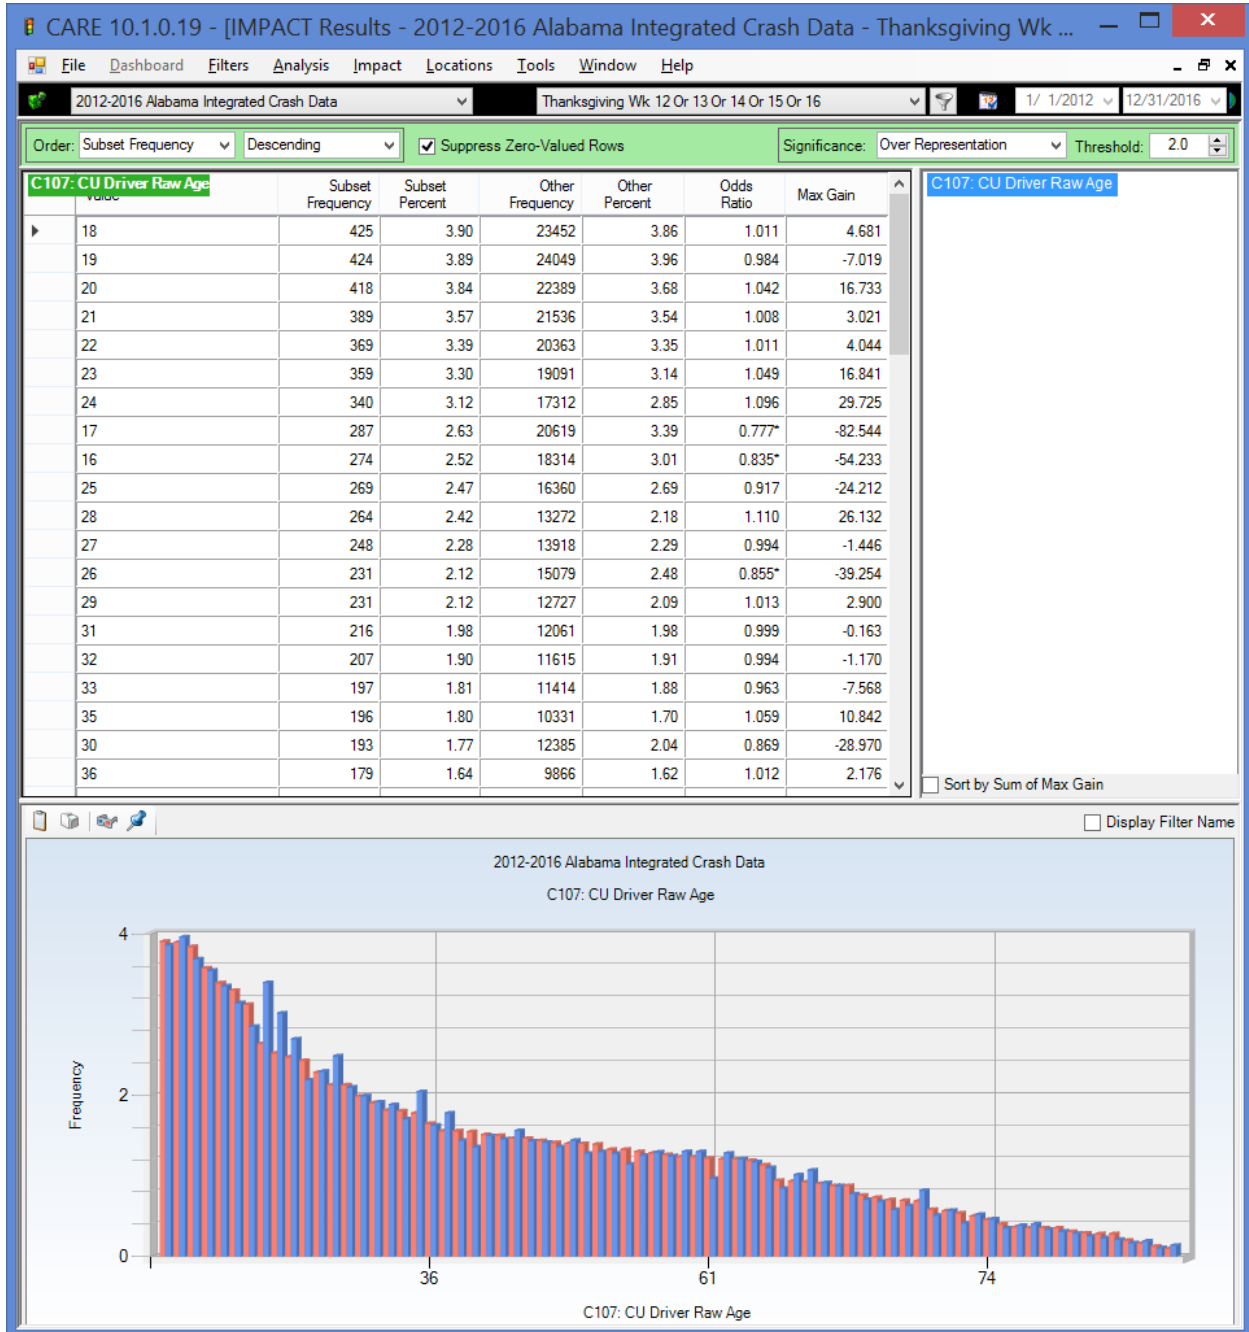 CARE 10.1.0.19 - [IMPACT Results - 2012-2016 Alabama Integrated Crash Data - Thanksgiving Wk ...
File Dashboard Filters Analysis Impact Locations Tools Window Help
2012-2016 Alabama Integrated Crash Data Thanksgiving Wk 12 Or 13 Or 14 Or 15 Or 16 1/ 1/2012 12/31/2016
Order: Subset Frequency Descending Suppress Zero-Valued Rows Significance: Over Representation Threshold: 2.0
C107: CU Driver Raw Age Subset Frequency Subset Percent Other Frequency Other Percent Odds Ratio Max Gain C107: CU Driver Raw Age
18 425 3.90 23452 3.86 1.011 4.681
19 424 3.89 24049 3.96 0.984 -7.019
20 418 3.84 22389 3.68 1.042 16.733
21 389 3.57 21536 3.54 1.008 3.021
22 369 3.39 20363 3.35 1.011 4.044
23 359 3.30 19091 3.14 1.049 16.841
24 340 3.12 17312 2.85 1.096 29.725
17 287 2.63 20619 3.39 0.777* -82.544
16 274 2.52 18314 3.01 0.835* -54.233
25 269 2.47 16360 2.69 0.917 -24.212
28 264 2.42 13272 2.18 1.110 26.132
27 248 2.28 13918 2.29 0.994 -1.446
26 231 2.12 15079 2.48 0.855* -39.254
29 231 2.12 12727 2.09 1.013 2.900
31 216 1.98 12061 1.98 0.999 -0.163
32 207 1.90 11615 1.91 0.994 -1.170
33 197 1.81 11414 1.88 0.963 -7.568
35 196 1.80 10331 1.70 1.059 10.842
30 193 1.77 12385 2.04 0.869 -28.970
36 179 1.64 9866 1.62 1.012 2.176
Sort by Sum of Max Gain
Display Filter Name
2012-2016 Alabama Integrated Crash Data
C107: CU Driver Raw Age
4
Frequency
2
0
36 61 74
C107: CU Driver Raw Age